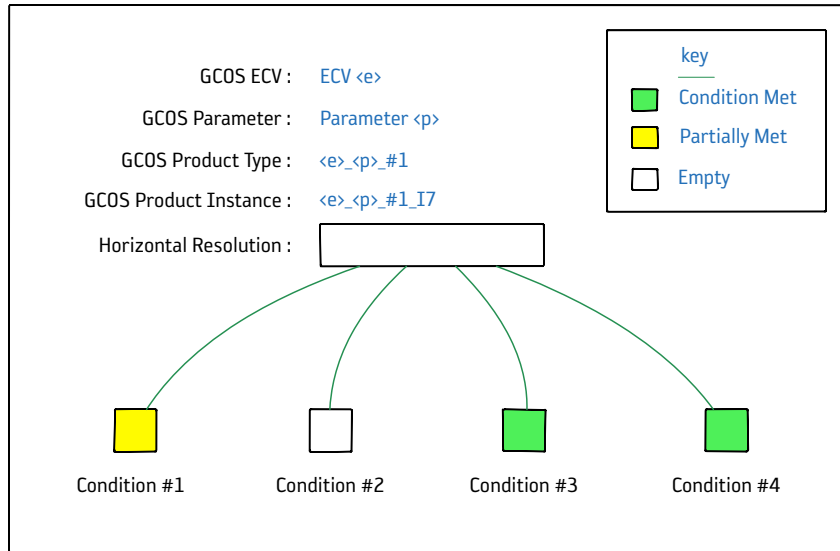 GCOS ECV : ECV <e>
GCOS Parameter : Parameter <p>
GCOS Product Type : <e>_<p>_#1
GCOS Product Instance : <e>_<p>_#1_I7
Horizontal Resolution :
key
Condition Met
Partially Met
Empty
Condition #1
Condition #2
Condition #3
Condition #4